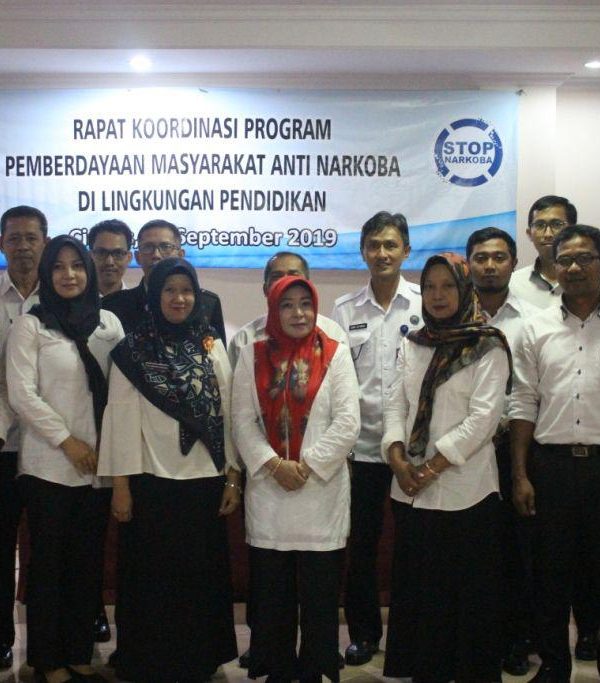 RAPAT KOORDINASI PROGRAM
PEMBERDAYAAN MASYARAKAT ANTI NARKOBA
DI LINGKUNGAN PENDIDIKAN
September 2019
STOP
NARKOBA